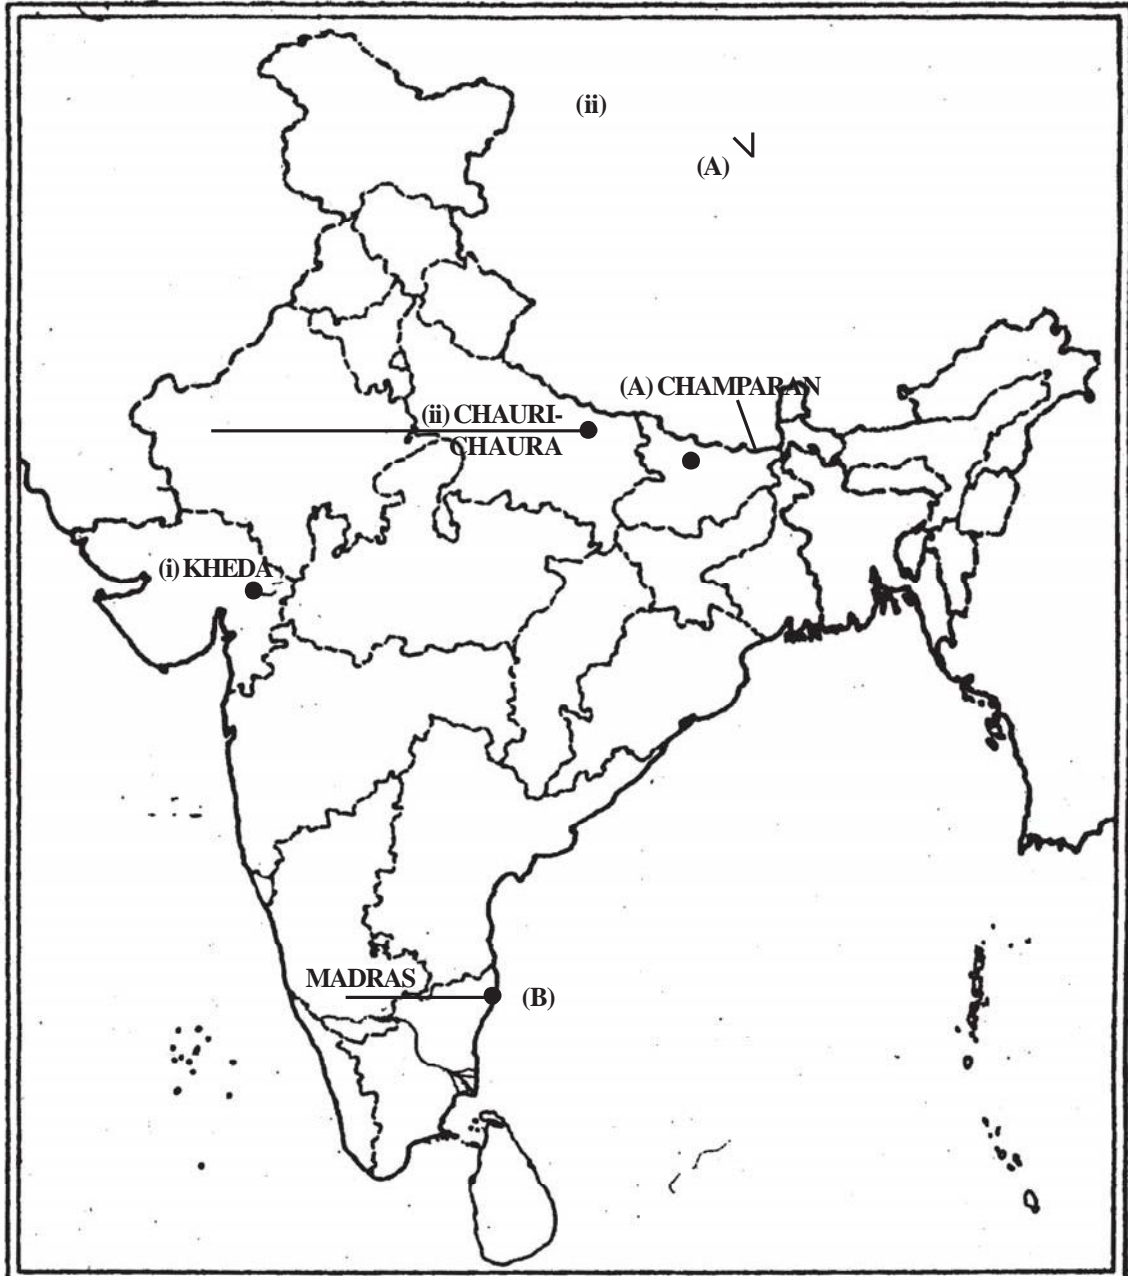 (ii)
(A)
(A) CHAMPARAN
(ii) CHAURI-
CHAURA
(i) KHEDA
MADRAS
(B)